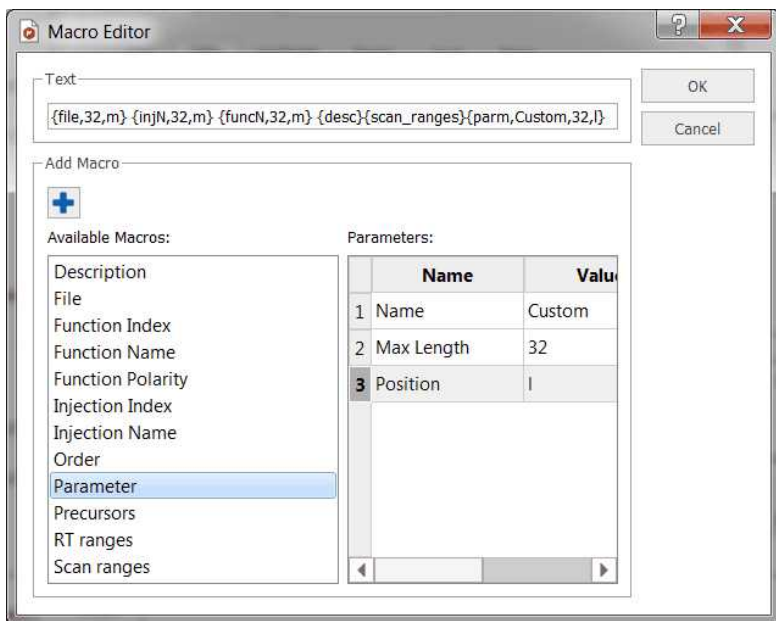 Macro Editor
Text
OK
{file,32,m} {injN,32,m} {funcN,32,m} {desc}{scan_ranges}{parm,Custom,32,l}
Cancel
Add Macro
Available Macros:
Parameters:
Name Valu
Description
File
Function Index
Function Name
Function Polarity
Injection Index
Injection Name
Order
Parameter
Precursors
RT ranges
Scan ranges
1 Name Custom
2 Max Length 32
3 Position l